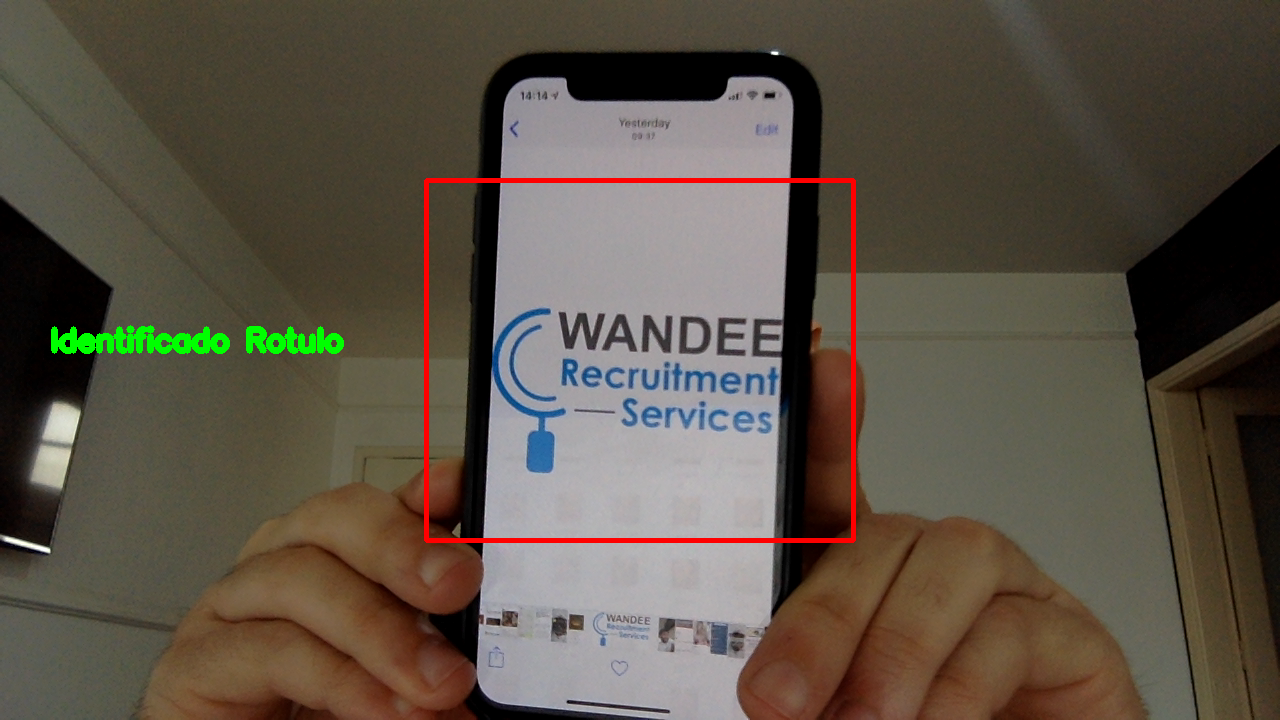 14:14
Yesterday
09:37
Edit
Identificado Rotulo
WANDEE
Recruitment
Services
WANDEE
Recruitment
Services